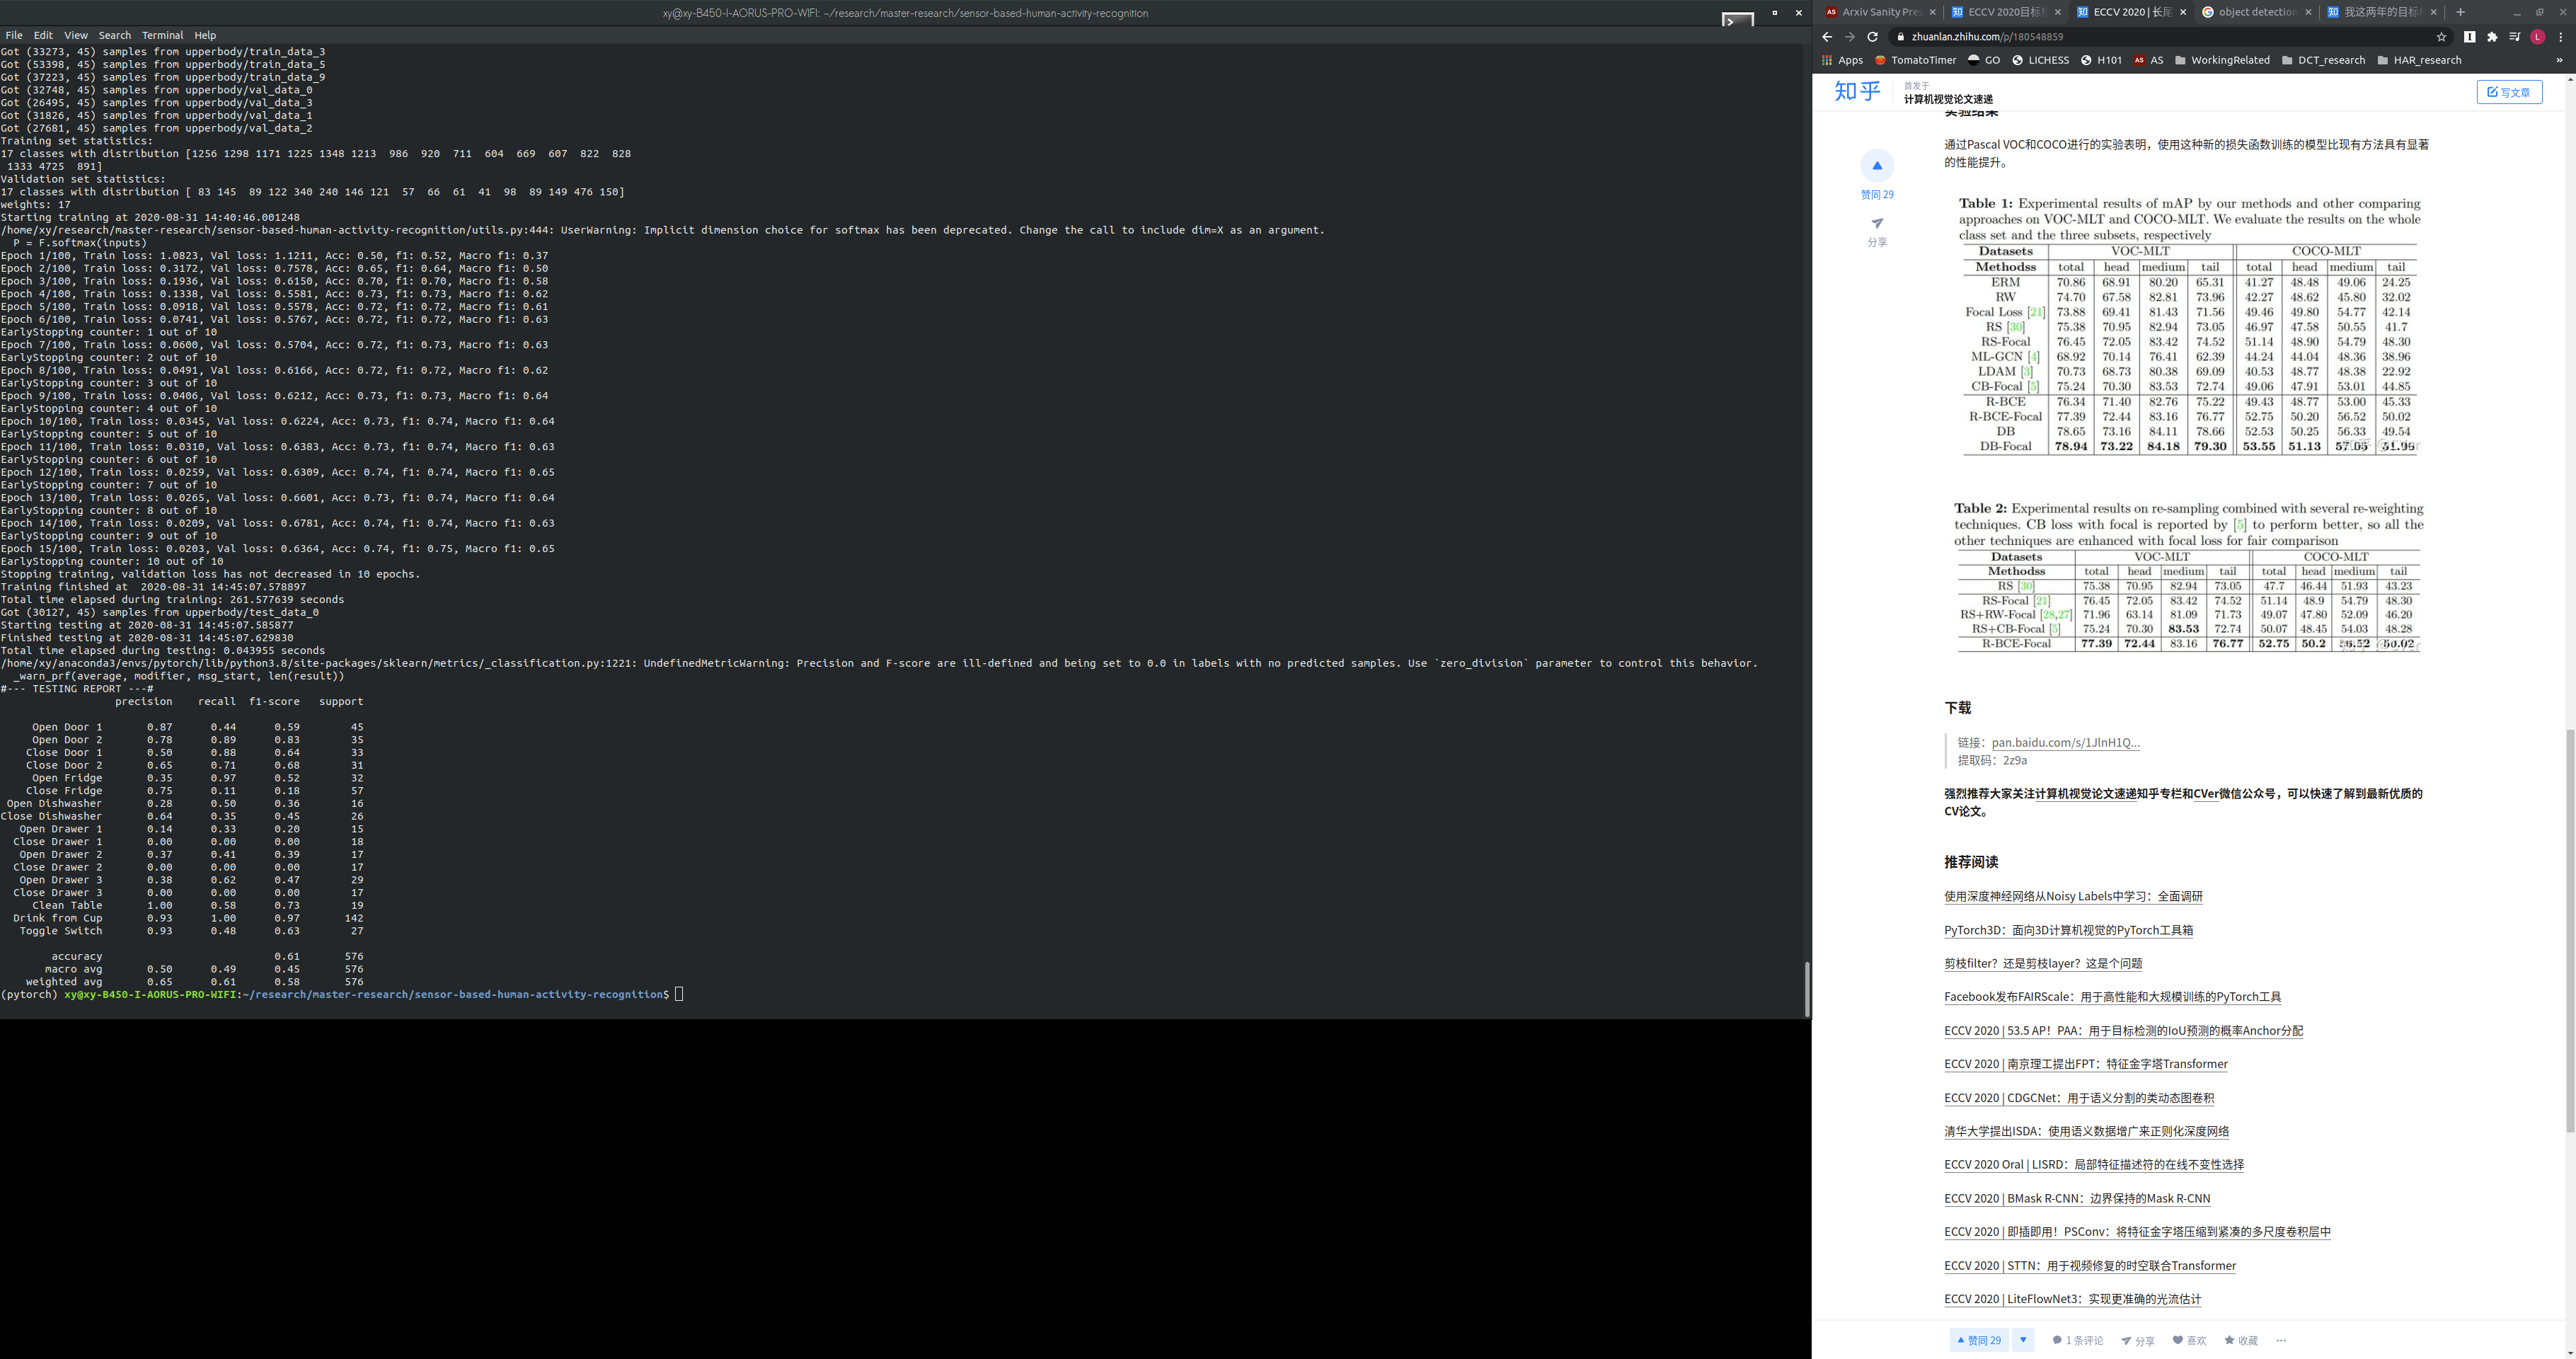 xy@xy-B450-I-AORUS-PRO-WIFI: ~/research/master-research/sensor-based-human-activity-recognition
File Edit View Search Terminal Help
Got (33273, 45) samples from upperbody/train_data_3
Got (53398, 45) samples from upperbody/train_data_5
Got (37223, 45) samples from upperbody/train_data_9
Got (32748, 45) samples from upperbody/val_data_0
Got (26495, 45) samples from upperbody/val_data_3
Got (31826, 45) samples from upperbody/val_data_1
Got (27681, 45) samples from upperbody/val_data_2
Training set statistics:
17 classes with distribution [1256 1298 1171 1225 1348 1213  986  920  711  604  669  607  822  828
 1333 4725  891]
Validation set statistics:
17 classes with distribution [ 83 145  89 122 340 240 146 121  57  66  61  41  98  89 149 476 150]
weights: 17
Starting training at 2020-08-31 14:40:46.001248
/home/xy/research/master-research/sensor-based-human-activity-recognition/utils.py:444: UserWarning: Implicit dimension choice for softmax has been deprecated. Change the call to include dim=X as an argument.
  P = F.softmax(inputs)
Epoch 1/100, Train loss: 1.0823, Val loss: 1.1211, Acc: 0.50, f1: 0.52, Macro f1: 0.37
Epoch 2/100, Train loss: 0.3172, Val loss: 0.7578, Acc: 0.65, f1: 0.64, Macro f1: 0.50
Epoch 3/100, Train loss: 0.1936, Val loss: 0.6150, Acc: 0.70, f1: 0.70, Macro f1: 0.58
Epoch 4/100, Train loss: 0.1338, Val loss: 0.5581, Acc: 0.73, f1: 0.73, Macro f1: 0.62
Epoch 5/100, Train loss: 0.0918, Val loss: 0.5578, Acc: 0.72, f1: 0.72, Macro f1: 0.61
Epoch 6/100, Train loss: 0.0741, Val loss: 0.5767, Acc: 0.72, f1: 0.72, Macro f1: 0.63
EarlyStopping counter: 1 out of 10
Epoch 7/100, Train loss: 0.0600, Val loss: 0.5704, Acc: 0.72, f1: 0.73, Macro f1: 0.63
EarlyStopping counter: 2 out of 10
Epoch 8/100, Train loss: 0.0491, Val loss: 0.6166, Acc: 0.72, f1: 0.72, Macro f1: 0.62
EarlyStopping counter: 3 out of 10
Epoch 9/100, Train loss: 0.0406, Val loss: 0.6212, Acc: 0.73, f1: 0.73, Macro f1: 0.64
EarlyStopping counter: 4 out of 10
Epoch 10/100, Train loss: 0.0345, Val loss: 0.6224, Acc: 0.73, f1: 0.74, Macro f1: 0.64
EarlyStopping counter: 5 out of 10
Epoch 11/100, Train loss: 0.0310, Val loss: 0.6383, Acc: 0.73, f1: 0.74, Macro f1: 0.63
EarlyStopping counter: 6 out of 10
Epoch 12/100, Train loss: 0.0259, Val loss: 0.6309, Acc: 0.74, f1: 0.74, Macro f1: 0.65
EarlyStopping counter: 7 out of 10
Epoch 13/100, Train loss: 0.0265, Val loss: 0.6601, Acc: 0.73, f1: 0.74, Macro f1: 0.64
EarlyStopping counter: 8 out of 10
Epoch 14/100, Train loss: 0.0209, Val loss: 0.6781, Acc: 0.74, f1: 0.74, Macro f1: 0.63
EarlyStopping counter: 9 out of 10
Epoch 15/100, Train loss: 0.0203, Val loss: 0.6364, Acc: 0.74, f1: 0.75, Macro f1: 0.65
EarlyStopping counter: 10 out of 10
Stopping training, validation loss has not decreased in 10 epochs.
Training finished at  2020-08-31 14:45:07.578897
Total time elapsed during training: 261.577639 seconds
Got (30127, 45) samples from upperbody/test_data_0
Starting testing at 2020-08-31 14:45:07.585877
Finished testing at 2020-08-31 14:45:07.629830
Total time elapsed during testing: 0.043955 seconds
/home/xy/anaconda3/envs/pytorch/lib/python3.8/site-packages/sklearn/metrics/_classification.py:1221: UndefinedMetricWarning: Precision and F-score are ill-defined and being set to 0.0 in labels with no predicted samples. Use `zero_division` parameter to control this behavior.
  _warn_prf(average, modifier, msg_start, len(result))
#--- TESTING REPORT ---#
precision recall f1-score support
Open Door 1 0.87 0.44 0.59 45
Open Door 2 0.78 0.89 0.83 35
Close Door 1 0.50 0.88 0.64 33
Close Door 2 0.65 0.71 0.68 31
Open Fridge 0.35 0.97 0.52 32
Close Fridge 0.75 0.11 0.18 57
Open Dishwasher 0.28 0.50 0.36 16
Close Dishwasher 0.64 0.35 0.45 26
Open Drawer 1 0.14 0.33 0.20 15
Close Drawer 1 0.00 0.00 0.00 18
Open Drawer 2 0.37 0.41 0.39 17
Close Drawer 2 0.00 0.00 0.00 17
Open Drawer 3 0.38 0.62 0.47 29
Close Drawer 3 0.00 0.00 0.00 17
Clean Table 1.00 0.58 0.73 19
Drink from Cup 0.93 1.00 0.97 142
Toggle Switch 0.93 0.48 0.63 27
accuracy 0.61 576
macro avg 0.50 0.49 0.45 576
weighted avg 0.65 0.61 0.58 576
(pytorch) xy@xy-B450-I-AORUS-PRO-WIFI:~/research/master-research/sensor-based-human-activity-recognition$
Arxiv Sanity Pre ECCV 2020目标 ECCV 2020 | 长尾 object detection 我这两年的目标
zhuanlan.zhihu.com/p/180548859
Apps TomatoTimer GO LICHESS H101 AS WorkingRelated DCT_research HAR_research »
知乎 首发于
计算机视觉论文速递
写文章
实验结果
通过Pascal VOC和COCO进行的实验表明，使用这种新的损失函数训练的模型比现有方法具有显著
的性能提升。
赞同 29
分享
Table 1: Experimental results of mAP by our methods and other comparing
approaches on VOC-MLT and COCO-MLT. We evaluate the results on the whole
class set and the three subsets, respectively
Datasets VOC-MLT COCO-MLT
Methodss total head medium tail total head medium tail
ERM 70.86 68.91 80.20 65.31 41.27 48.48 49.06 24.25
RW 74.70 67.58 82.81 73.96 42.27 48.62 45.80 32.02
Focal Loss [21] 73.88 69.41 81.43 71.56 49.46 49.80 54.77 42.14
RS [30] 75.38 70.95 82.94 73.05 46.97 47.58 50.55 41.7
RS-Focal 76.45 72.05 83.42 74.52 51.14 48.90 54.79 48.30
ML-GCN [4] 68.92 70.14 76.41 62.39 44.24 44.04 48.36 38.96
LDAM [3] 70.73 68.73 80.38 69.09 40.53 48.77 48.38 22.92
CB-Focal [5] 75.24 70.30 83.53 72.74 49.06 47.91 53.01 44.85
R-BCE 76.34 71.40 82.76 75.22 49.43 48.77 53.00 45.33
R-BCE-Focal 77.39 72.44 83.16 76.77 52.75 50.20 56.52 50.02
DB 78.65 73.16 84.11 78.66 52.53 50.25 56.33 49.54
DB-Focal 78.94 73.22 84.18 79.30 53.55 51.13 57.05 51.95
Table 2: Experimental results on re-sampling combined with several re-weighting
techniques. CB loss with focal is reported by [5] to perform better, so all the
other techniques are enhanced with focal loss for fair comparison
Datasets VOC-MLT COCO-MLT
Methodss total head medium tail total head medium tail
RS [30] 75.38 70.95 82.94 73.05 47.7 46.44 51.93 43.23
RS-Focal [21] 76.45 72.05 83.42 74.52 51.14 48.9 54.79 48.30
RS+RW-Focal [28,27] 71.96 63.14 81.09 71.73 49.07 47.80 52.09 46.20
RS+CB-Focal [5] 75.24 70.30 83.53 72.74 50.07 48.45 54.03 48.28
R-BCE-Focal 77.39 72.44 83.16 76.77 52.75 50.2 56.52 50.02
下载
链接：pan.baidu.com/s/1JlnH1Q...
提取码：2z9a
强烈推荐大家关注计算机视觉论文速递知乎专栏和CVer微信公众号，可以快速了解到最新优质的
CV论文。
推荐阅读
使用深度神经网络从Noisy Labels中学习：全面调研
PyTorch3D：面向3D计算机视觉的PyTorch工具箱
剪枝filter？还是剪枝layer？这是个问题
Facebook发布FAIRScale：用于高性能和大规模训练的PyTorch工具
ECCV 2020 | 53.5 AP！PAA：用于目标检测的IoU预测的概率Anchor分配
ECCV 2020 | 南京理工提出FPT：特征金字塔Transformer
ECCV 2020 | CDGCNet：用于语义分割的类动态图卷积
清华大学提出ISDA：使用语义数据增广来正则化深度网络
ECCV 2020 Oral | LISRD：局部特征描述符的在线不变性选择
ECCV 2020 | BMask R-CNN：边界保持的Mask R-CNN
ECCV 2020 | 即插即用！PSConv：将特征金字塔压缩到紧凑的多尺度卷积层中
ECCV 2020 | STTN：用于视频修复的时空联合Transformer
ECCV 2020 | LiteFlowNet3：实现更准确的光流估计
赞同 29 1 条评论 分享 喜欢 收藏 ···